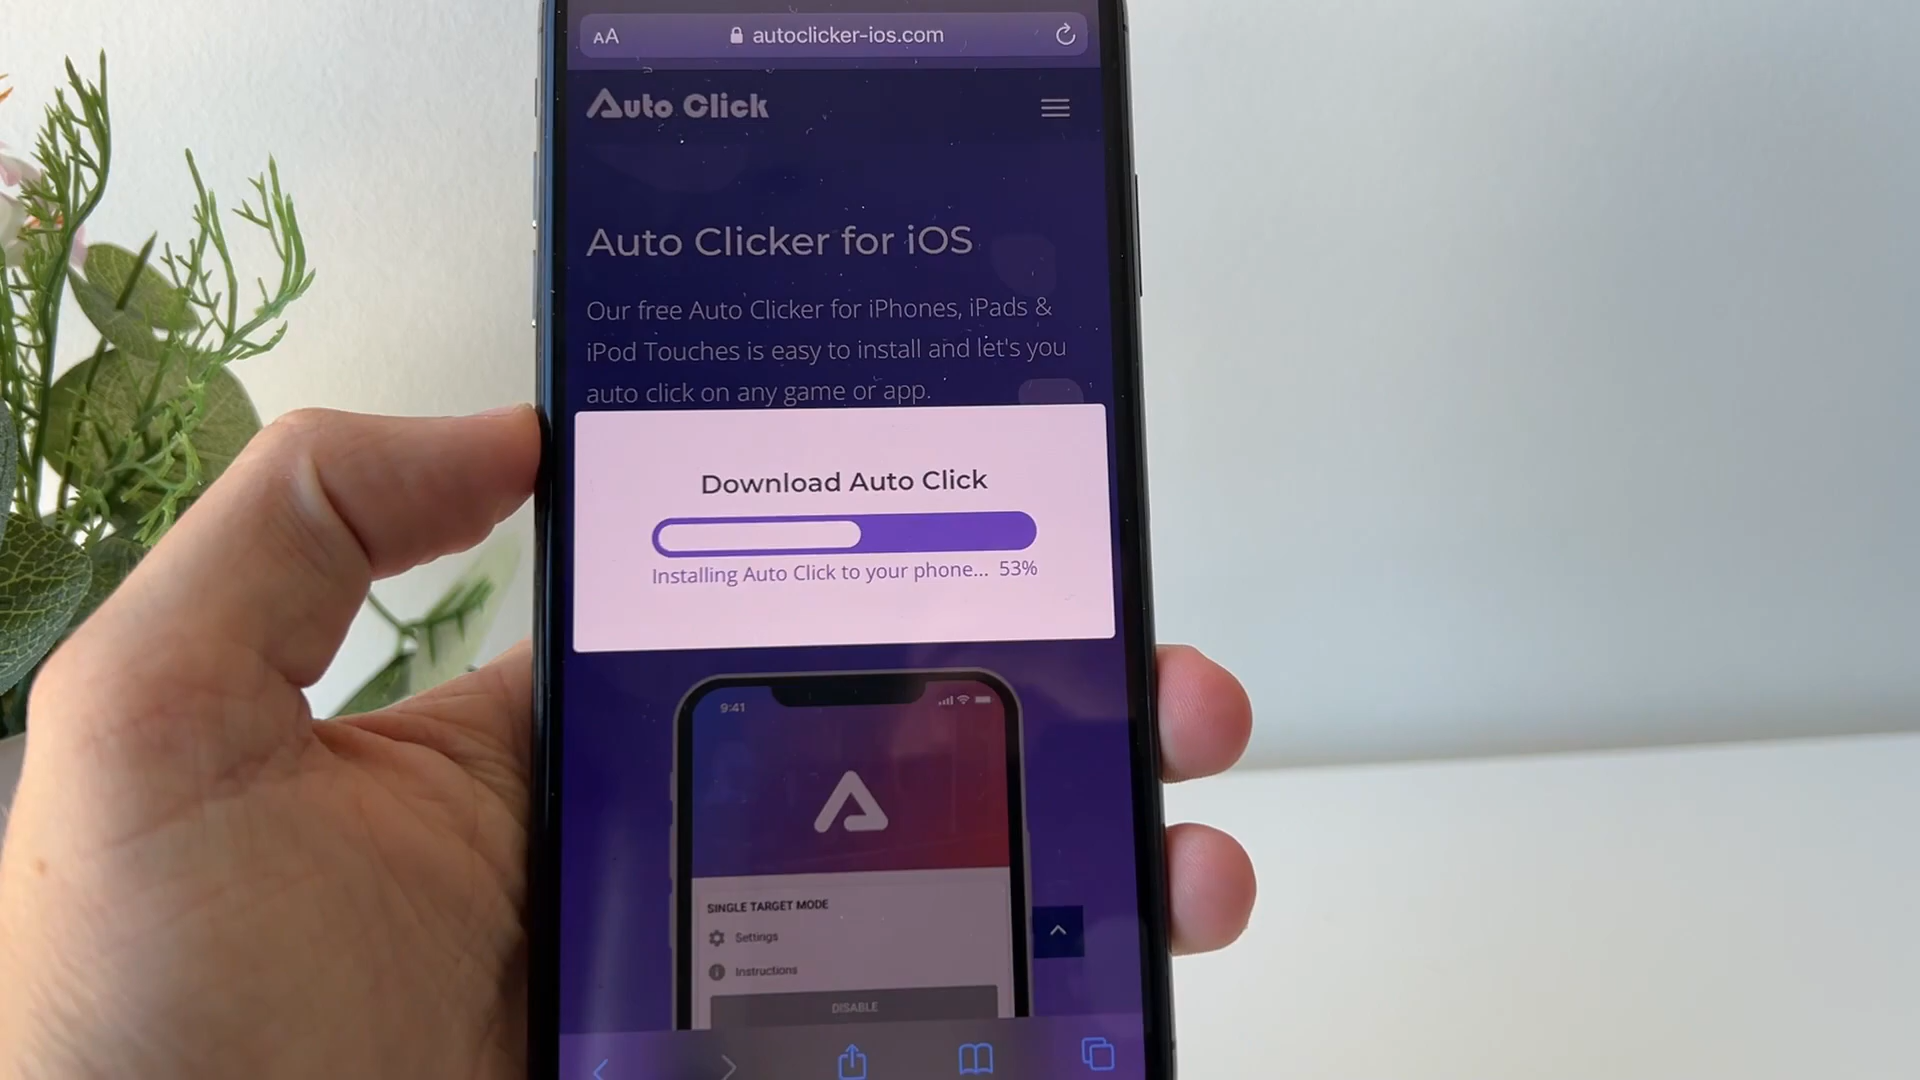 AA autoclicker-ios.com
Auto Click
Auto Clicker for iOS
Our free Auto Clicker for iPhones, iPads &
iPod Touches is easy to install and let's you
auto click on any game or app.
Download Auto Click
Installing Auto Click to your phone... 53%
9:41
SINGLE TARGET MODE
Settings
Instructions
DISABLE